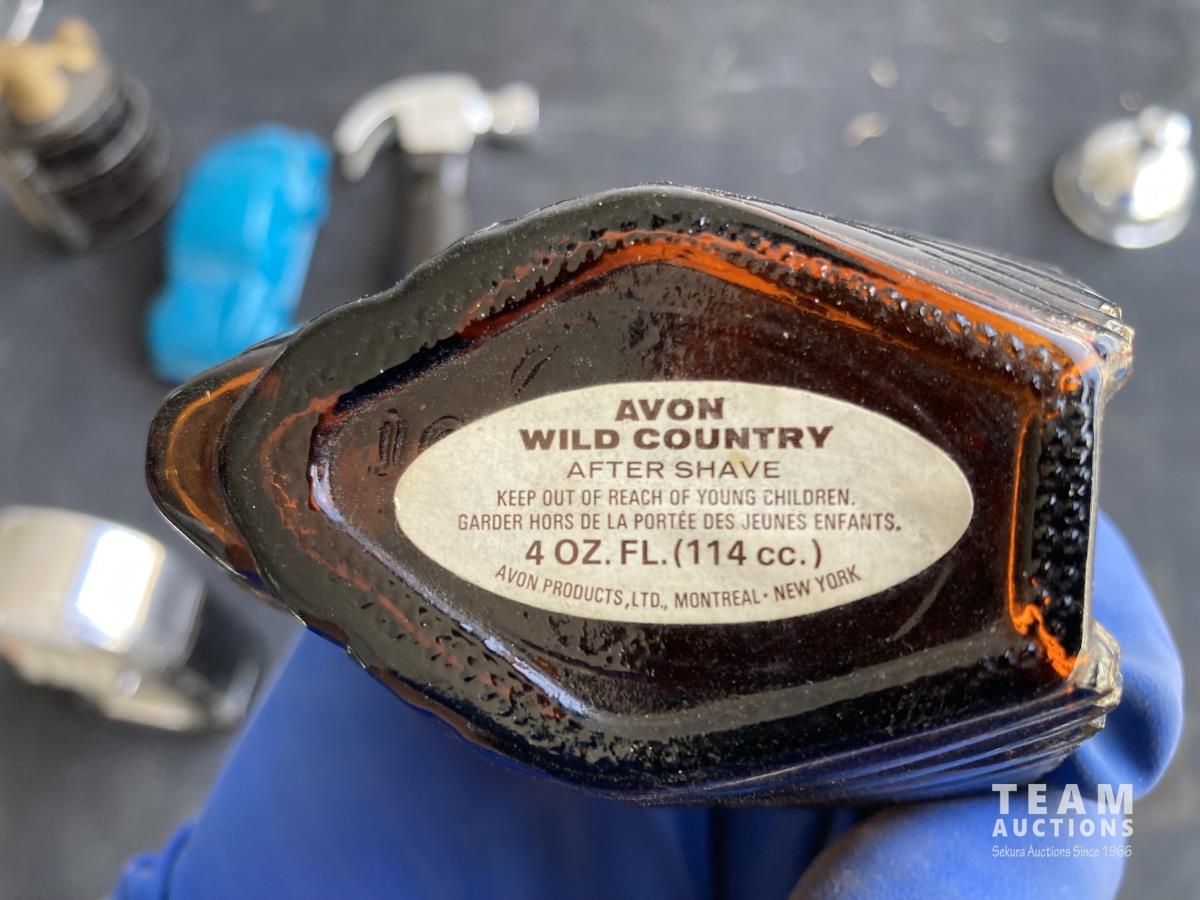 AVON
WILD COUNTRY
AFTER SHAVE
KEEP OUT OF REACH OF YOUNG CHILDREN.
GARDER HORS DE LA PORTÉE DES JEUNES ENFANTS.
4 OZ. FL. (114 cc.)
AVON PRODUCTS, LTD., MONTREAL · NEW YORK
TEAM
AUCTIONS
Sekura Auctions Since 1966